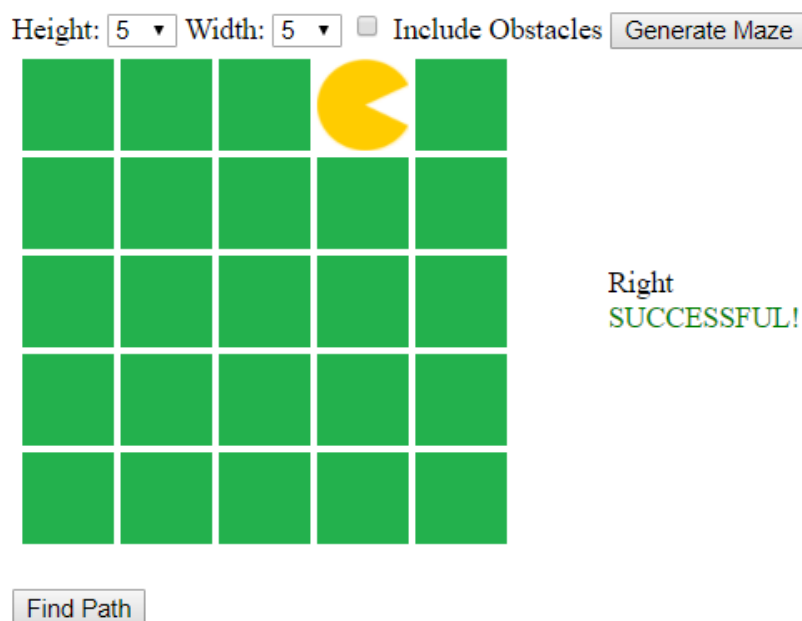 Height: 5 Width: 5 Include Obstacles Generate Maze
Right
SUCCESSFUL!
Find Path